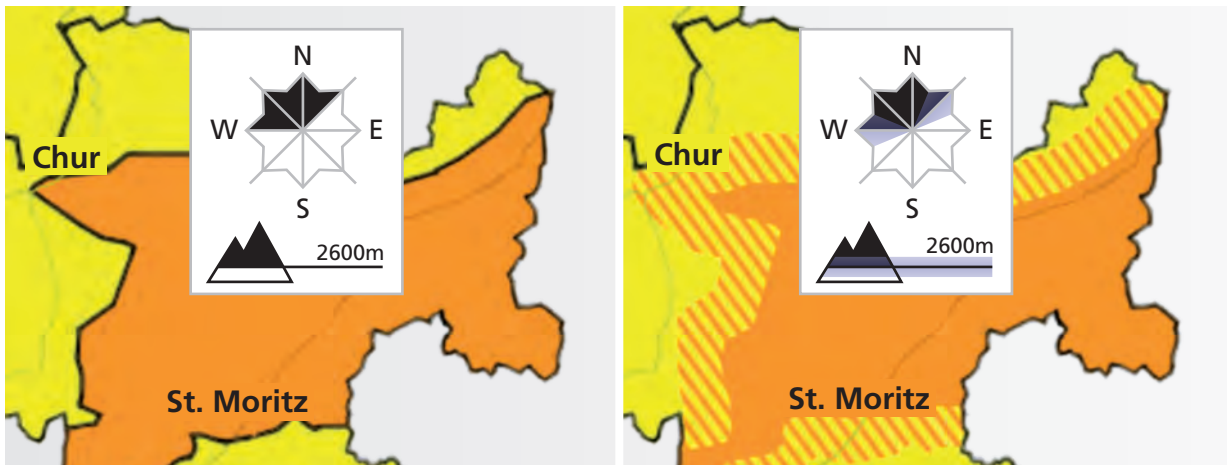 N
W E
Chur
S
2600m
St. Moritz
N
W E
Chur
S
2600m
St. Moritz